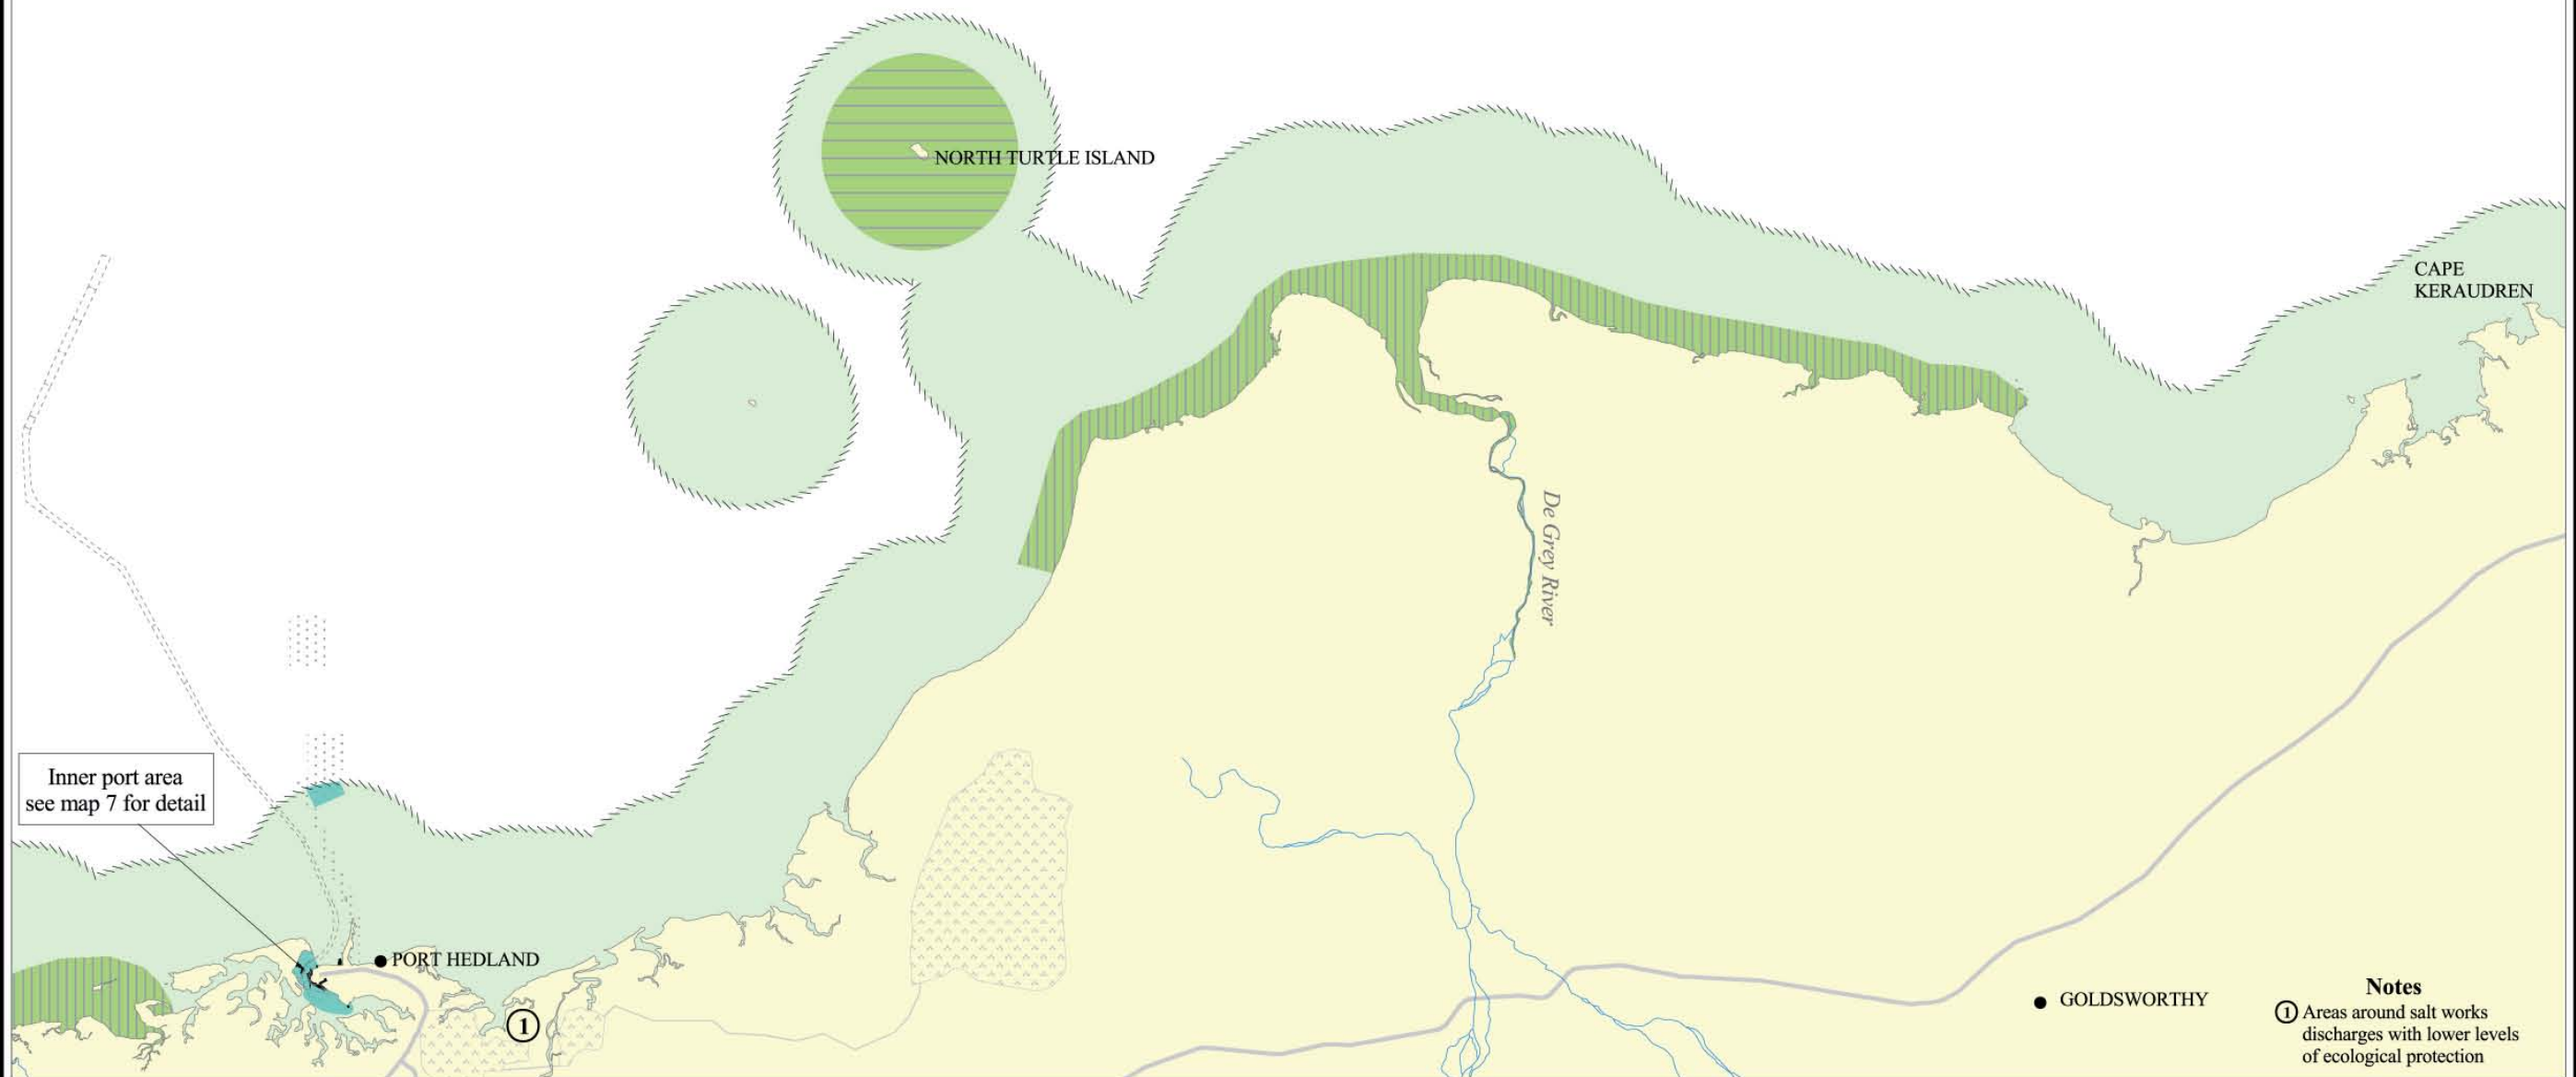 NORTH TURTLE ISLAND
CAPE
KERAUDREN
De Grey River
Inner port area
see map 7 for detail
PORT HEDLAND
1
GOLDSWORTHY
Notes
1 Areas around salt works
discharges with lower levels
of ecological protection